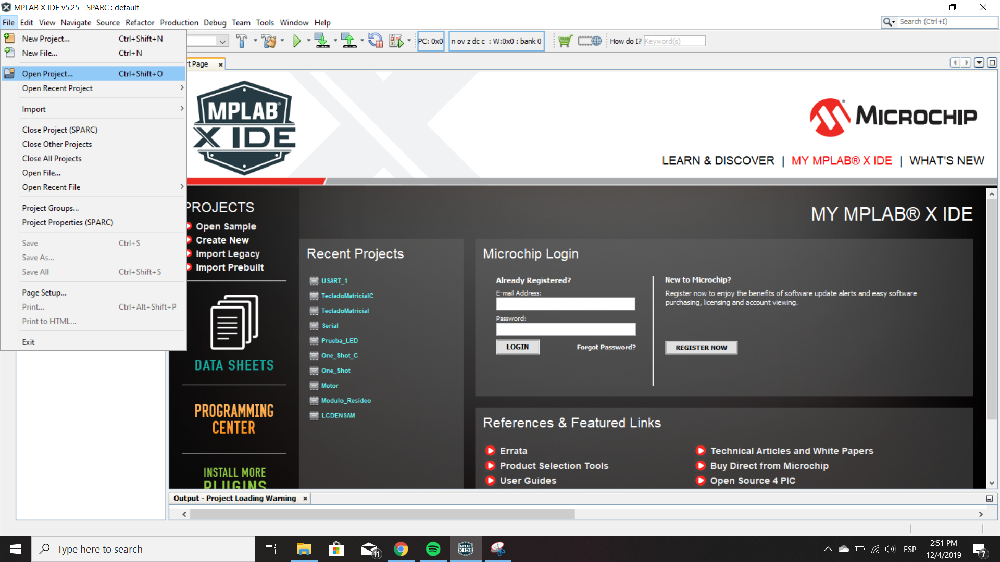 MPLAB X IDE v5.25 - SPARC : default
File Edit View Navigate Source Refactor Production Debug Team Tools Window Help
Search (Ctrl+I)
New Project... Ctrl+Shift+N
New File... Ctrl+N
Open Project... Ctrl+Shift+O
Open Recent Project
Import
Close Project (SPARC)
Close Other Projects
Close All Projects
Open File...
Open Recent File
Project Groups...
Project Properties (SPARC)
Save Ctrl+S
Save As...
Save All Ctrl+Shift+S
Page Setup...
Print... Ctrl+Alt+Shift+P
Print to HTML...
Exit
PC: 0x0
n ov z dc c : W:0x0 : bank 0
How do I? Keyword(s)
t Page
MPLAB®
X IDE
MICROCHIP
LEARN & DISCOVER | MY MPLAB® X IDE | WHAT'S NEW
PROJECTS
Open Sample
Create New
Import Legacy
Import Prebuilt
DATA SHEETS
PROGRAMMING
CENTER
INSTALL MORE
PLUGINS
MY MPLAB® X IDE
Recent Projects
USART_1
TecladoMatricialC
TecladoMatricial
Serial
Prueba_LED
One_Shot_C
One_Shot
Motor
Modulo_Resideo
LCDENSAM
Microchip Login
Already Registered?
E-mail Address:
Password:
LOGIN
Forgot Password?
New to Microchip?
Register now to enjoy the benefits of software update alerts and easy software
purchasing, licensing and account viewing.
REGISTER NOW
References & Featured Links
Errata
Product Selection Tools
User Guides
Technical Articles and White Papers
Buy Direct from Microchip
Open Source 4 PIC
Output - Project Loading Warning
Type here to search
11
MPLAB
X IDE
ESP
2:51 PM
12/4/2019
7